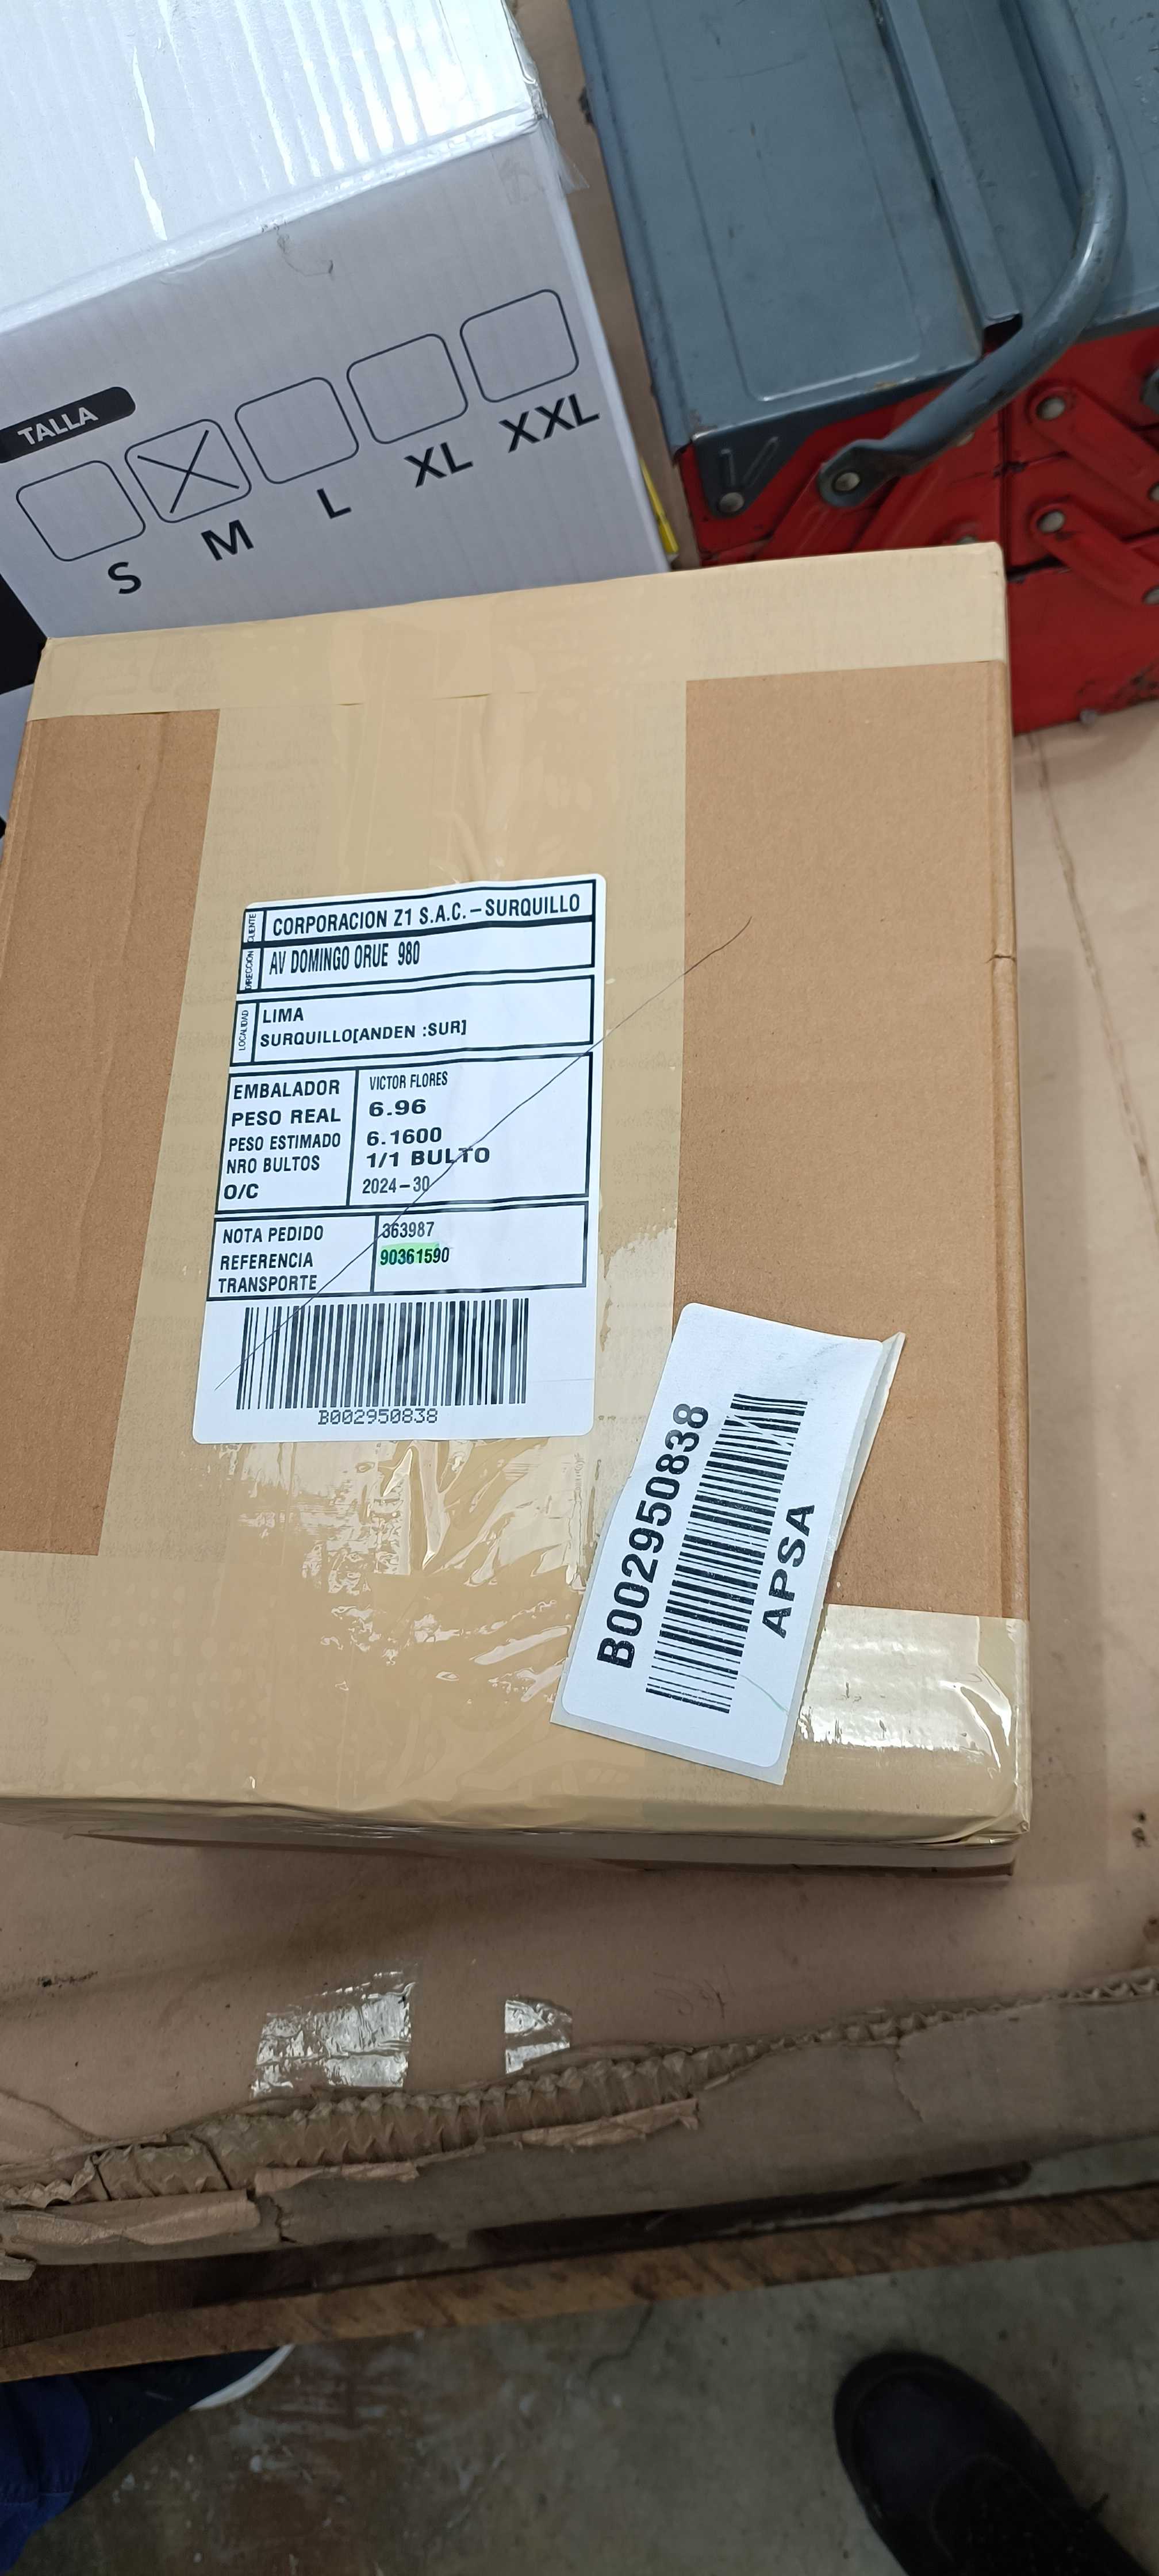 TALLA
S M L XL XXL
CLIENTE CORPORACION Z1 S.A.C.-SURQUILLO
DIRECCION AV DOMINGO ORUE 980
LOCALIDAD LIMA
SURQUILLO[ANDEN :SUR]
EMBALADOR VICTOR FLORES
PESO REAL 6.96
PESO ESTIMADO 6.1600
NRO BULTOS 1/1 BULTO
O/C 2024-30
NOTA PEDIDO 363987
REFERENCIA 90361590
TRANSPORTE
B002950838
B002950838
APSA